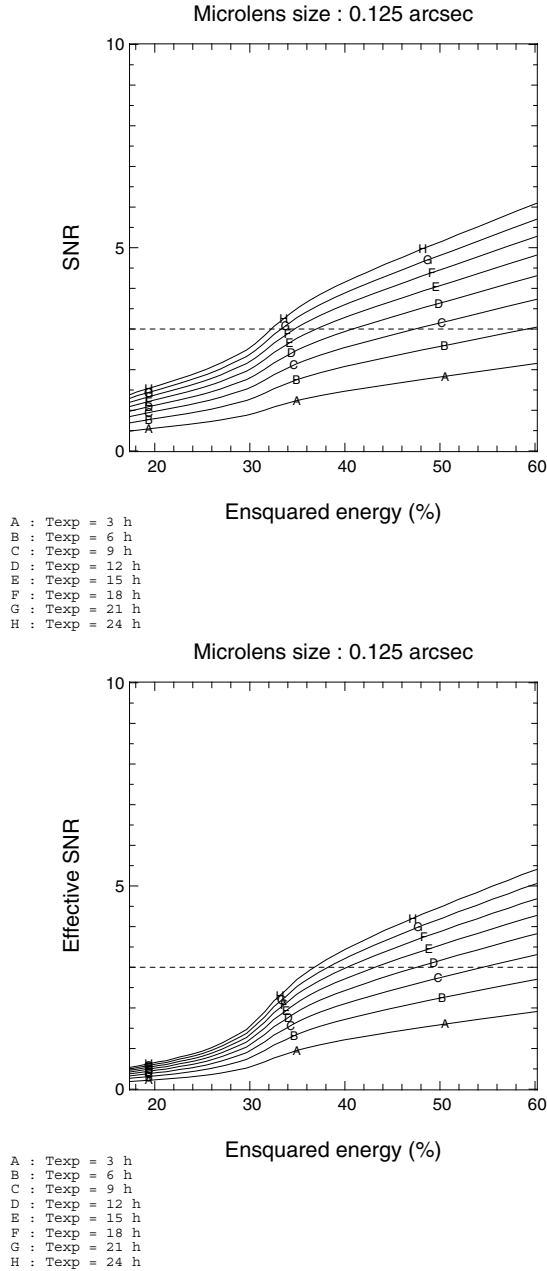 Microlens size : 0.125 arcsec
10
5
0
SNR
H
G
F
E
D
C
B
A
H
G
F
E
D
C
B
A
H
G
F
E
D
C
B
A
20 30 40 50 60
Ensquared energy (%)
A : Texp = 3 h
B : Texp = 6 h
C : Texp = 9 h
D : Texp = 12 h
E : Texp = 15 h
F : Texp = 18 h
G : Texp = 21 h
H : Texp = 24 h
Microlens size : 0.125 arcsec
10
5
0
Effective SNR
H
G
F
E
D
C
B
A
H
G
F
E
D
C
B
A
H
A
20 30 40 50 60
Ensquared energy (%)
A : Texp = 3 h
B : Texp = 6 h
C : Texp = 9 h
D : Texp = 12 h
E : Texp = 15 h
F : Texp = 18 h
G : Texp = 21 h
H : Texp = 24 h